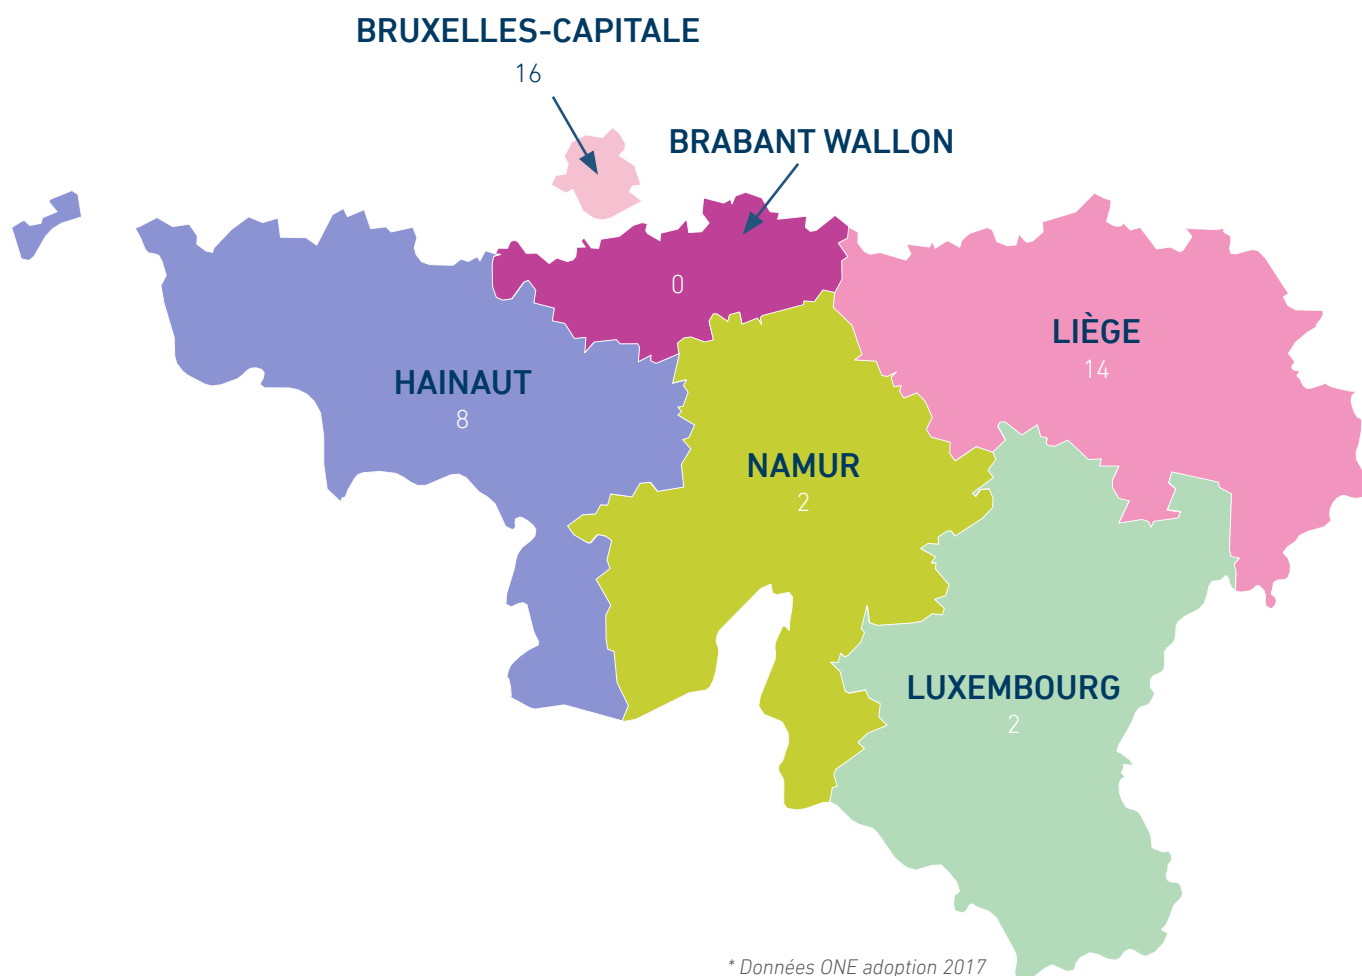 BRUXELLES-CAPITALE
16
BRABANT WALLON
0
LIÈGE
14
HAINAUT
8
NAMUR
2
LUXEMBOURG
2
* Données ONE adoption 2017